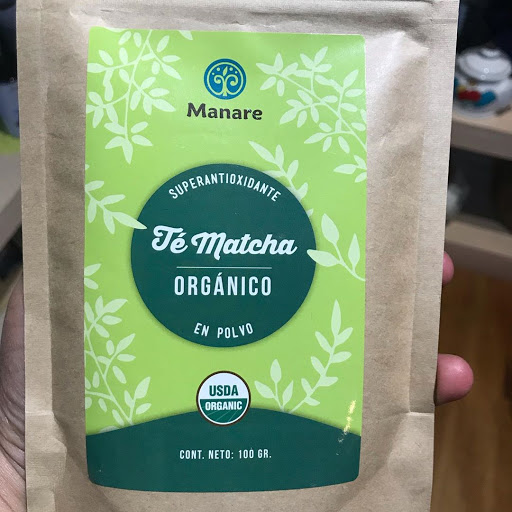 Manare
SUPERANTIOXIDANTE
Té Matcha
ORGÁNICO
EN POLVO
USDA
ORGANIC
CONT. NETO: 100 GR.